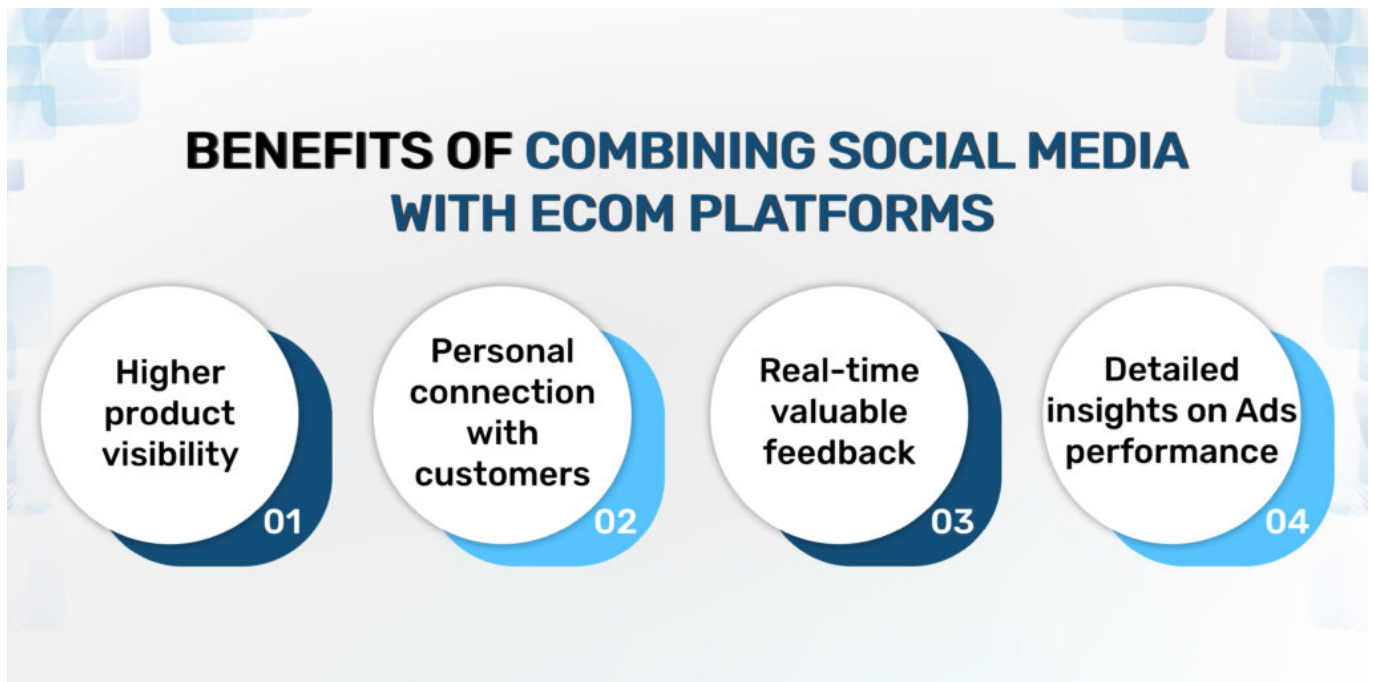 BENEFITS OF COMBINING SOCIAL MEDIA
WITH ECOM PLATFORMS
Higher
product
visibility
01
Personal
connection
with
customers
02
Real-time
valuable
feedback
03
Detailed
insights on Ads
performance
04